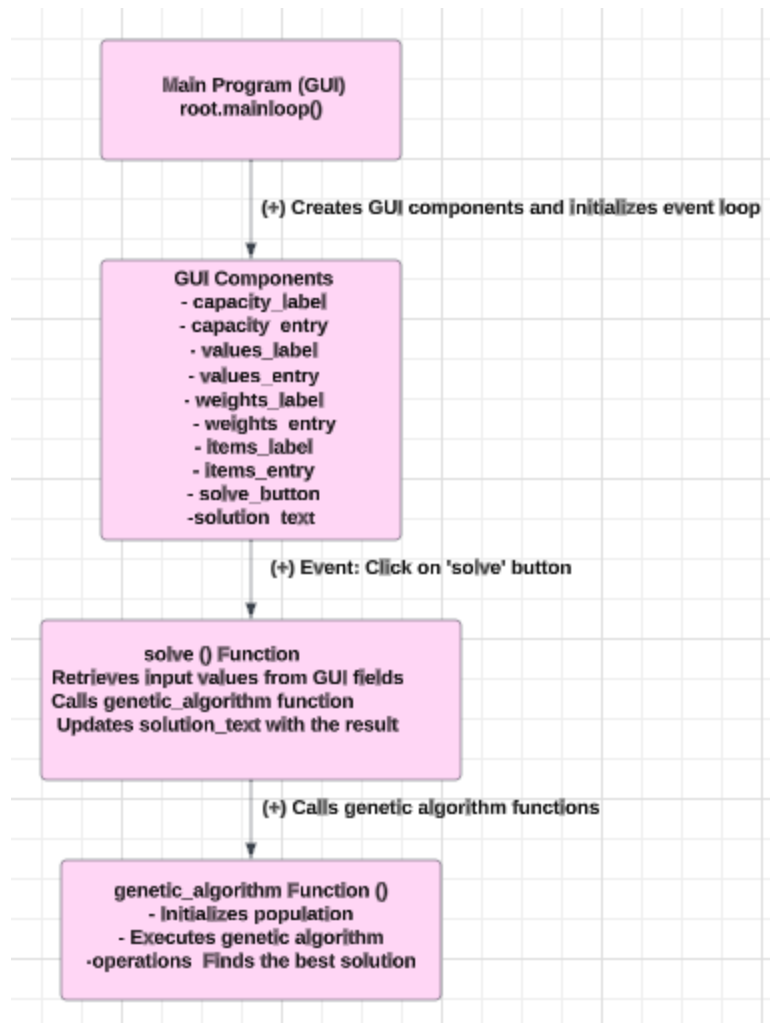 Main Program (GUI)
root.mainloop()
(+) Creates GUI components and initializes event loop
GUI Components
- capacity_label
- capacity entry
- values_label
- values_entry
- weights_label
- weights entry
- items_label
- items_entry
- solve_button
-solution text
(+) Event: Click on 'solve' button
solve () Function
Retrieves input values from GUI fields
Calls genetic_algorithm function
Updates solution_text with the result
(+) Calls genetic algorithm functions
genetic_algorithm Function ()
- Initializes population
- Executes genetic algorithm
-operations Finds the best solution